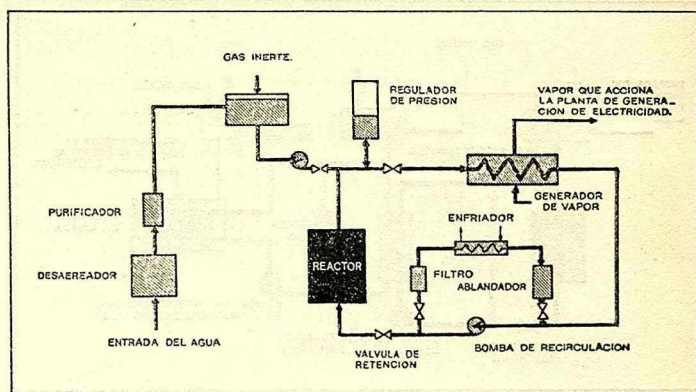 GAS INERTE.
REGULADOR
DE PRESION
VAPOR QUE ACCIONA
LA PLANTA DE GENERA_
CION DE ELECTRICIDAD.
PURIFICADOR
GENERADOR
DE VAPOR
ENFRIADOR
DESAEREADOR
REACTOR
FILTRO
ABLANDADOR
ENTRADA DEL AGUA
VALVULA DE
RETENCION
BOMBA DE RECIRCULACION